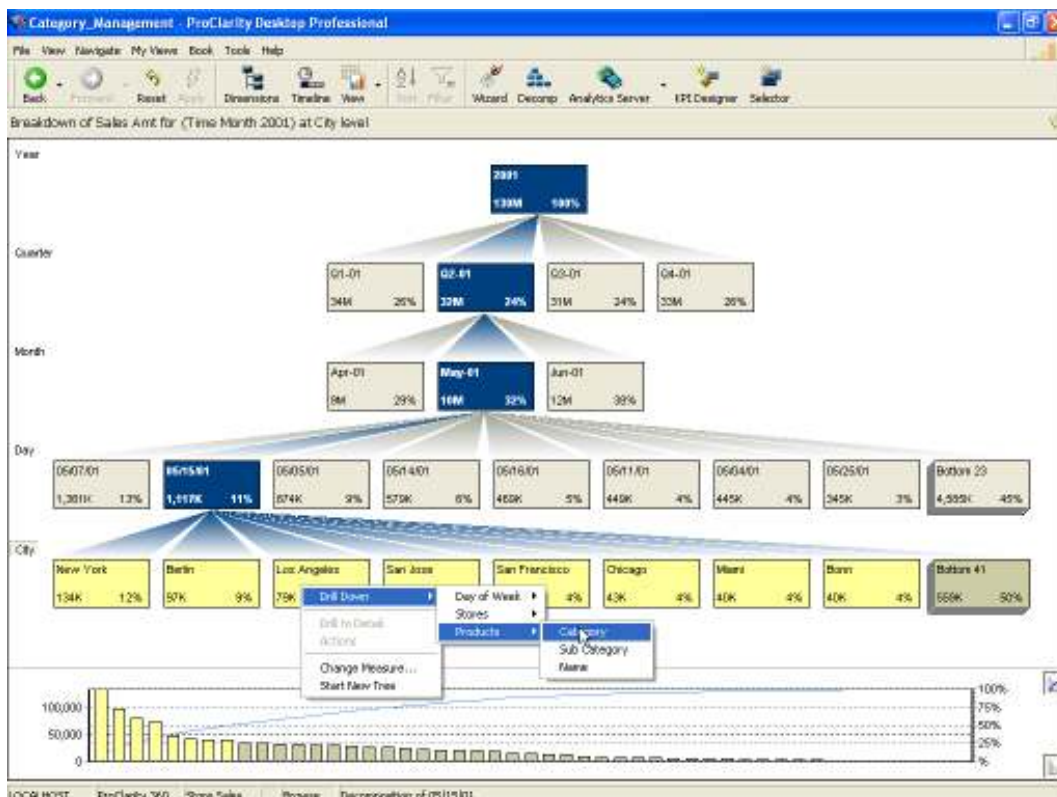 Category_Management - ProClarity Desktop Professional
File View Navigate My Views Book Tools Help
Back Forward Reset Apply Dimensions Timeline View Sort Filter Wizard Decomp Analytics Server KPI Designer Selector
Breakdown of Sales Amt for (Time Month 2001) at City level
Year
2001
130M 100%
Quarter
Q1-01 Q2-01 Q3-01 Q4-01
34M 26% 32M 24% 31M 24% 33M 26%
Month
Apr-01 May-01 Jun-01
9M 29% 10M 32% 12M 39%
Day
05/07/01 05/15/01 05/05/01 05/14/01 05/16/01 05/11/01 05/04/01 05/25/01 Bottom 23
13% 1,117K 11% 874K 9% 579K 6% 469K 5% 449K 4% 445K 4% 345K 3% 45%
City
New York Berlin Los Angeles San Jose San Francisco Chicago Miami Bonn Bottom 41
134K 12% 97K 9% 79K 4% 43K 4% 40K 4% 40K 4% 559K 50%
Drill Down Day of Week
Stores
Drill to Detail Products Category
Actions Sub Category
Name
Change Measure...
Start New Tree
100,000
50,000
0
100%
75%
50%
25%
%
LOCALHOST ProClarity 360 Store Sales Browse Decomposition of 05/15/01